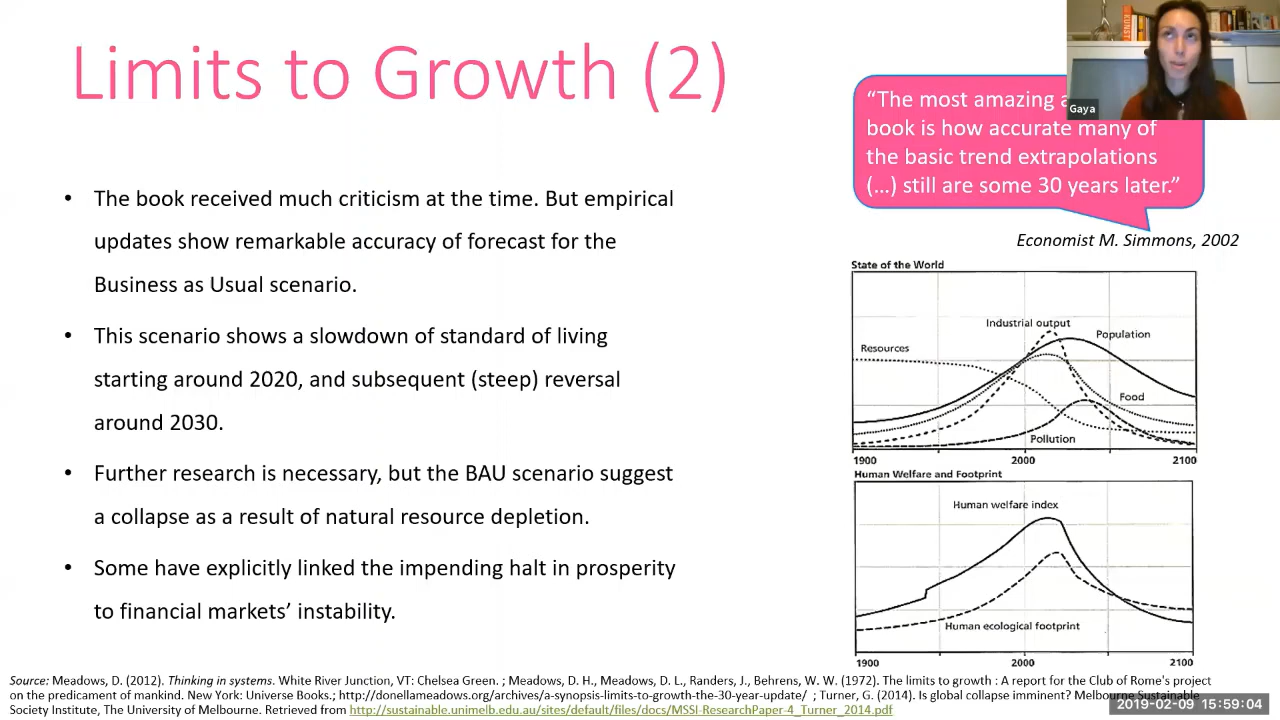 Limits to Growth (2)
“The most amazing a
book is how accurate many of
the basic trend extrapolations
(…) still are some 30 years later.”
Gaya
KUNST
Economist M. Simmons, 2002
• The book received much criticism at the time. But empirical
updates show remarkable accuracy of forecast for the
Business as Usual scenario.
• This scenario shows a slowdown of standard of living
starting around 2020, and subsequent (steep) reversal
around 2030.
• Further research is necessary, but the BAU scenario suggest
a collapse as a result of natural resource depletion.
• Some have explicitly linked the impending halt in prosperity
to financial markets’ instability.
State of the World
Industrial output
Population
Resources
Food
Pollution
1900 2000 2100
Human Welfare and Footprint
Human welfare index
Human ecological footprint
1900 2000 2100
Source: Meadows, D. (2012). Thinking in systems. White River Junction, VT: Chelsea Green. ; Meadows, D. H., Meadows, D. L., Randers, J., Behrens, W. W. (1972). The limits to growth : A report for the Club of Rome's project
on the predicament of mankind. New York: Universe Books.; http://donellameadows.org/archives/a-synopsis-limits-to-growth-the-30-year-update/ ; Turner, G. (2014). Is global collapse imminent? Melbourne Sustainable
Society Institute, The University of Melbourne. Retrieved from http://sustainable.unimelb.edu.au/sites/default/files/docs/MSSI-ResearchPaper-4_Turner_2014.pdf
2019-02-09 15:59:04